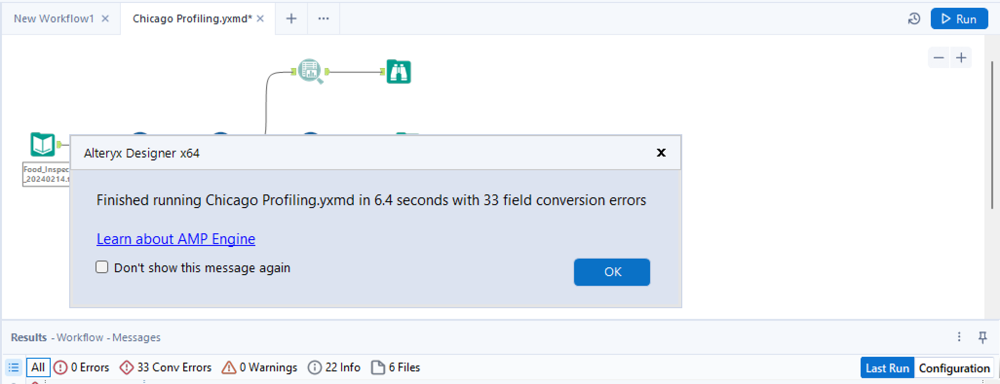 New Workflow1
Chicago Profiling.yxmd*
Run
Food_Inspec
_20240214.t
Alteryx Designer x64
Finished running Chicago Profiling.yxmd in 6.4 seconds with 33 field conversion errors
Learn about AMP Engine
Don't show this message again
OK
Results - Workflow - Messages
All 0 Errors 33 Conv Errors 0 Warnings 22 Info 6 Files Last Run Configuration